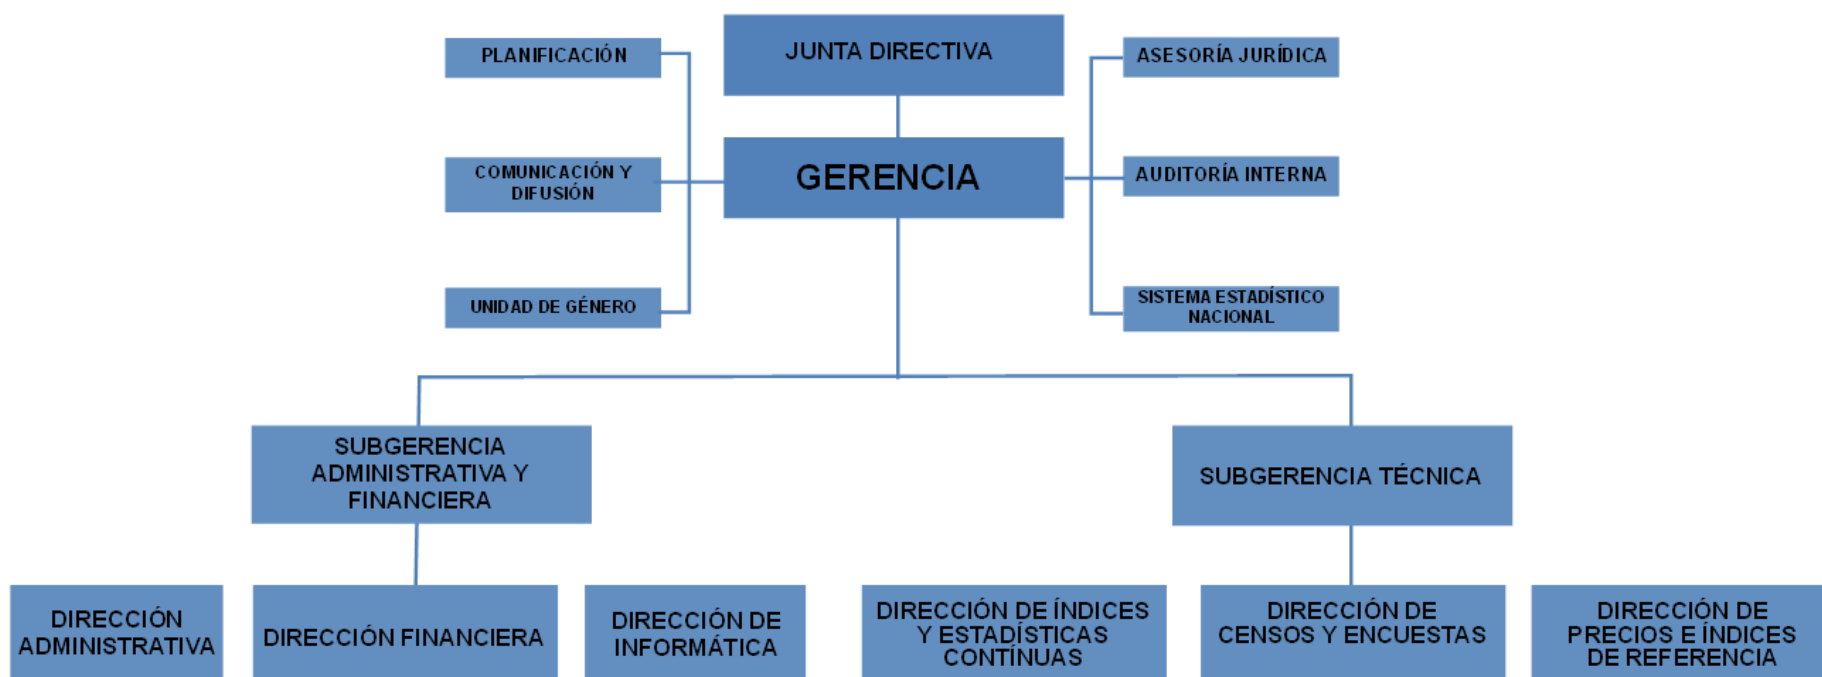 JUNTA DIRECTIVA
PLANIFICACIÓN
ASESORÍA JURÍDICA
GERENCIA
COMUNICACIÓN Y
DIFUSIÓN
AUDITORÍA INTERNA
UNIDAD DE GÉNERO
SISTEMA ESTADÍSTICO
NACIONAL
SUBGERENCIA
ADMINISTRATIVA Y
FINANCIERA
SUBGERENCIA TÉCNICA
DIRECCIÓN
ADMINISTRATIVA
DIRECCIÓN FINANCIERA
DIRECCIÓN DE
INFORMÁTICA
DIRECCIÓN DE ÍNDICES
Y ESTADÍSTICAS
CONTÍNUAS
DIRECCIÓN DE
CENSOS Y ENCUESTAS
DIRECCIÓN DE
PRECIOS E ÍNDICES
DE REFERENCIA